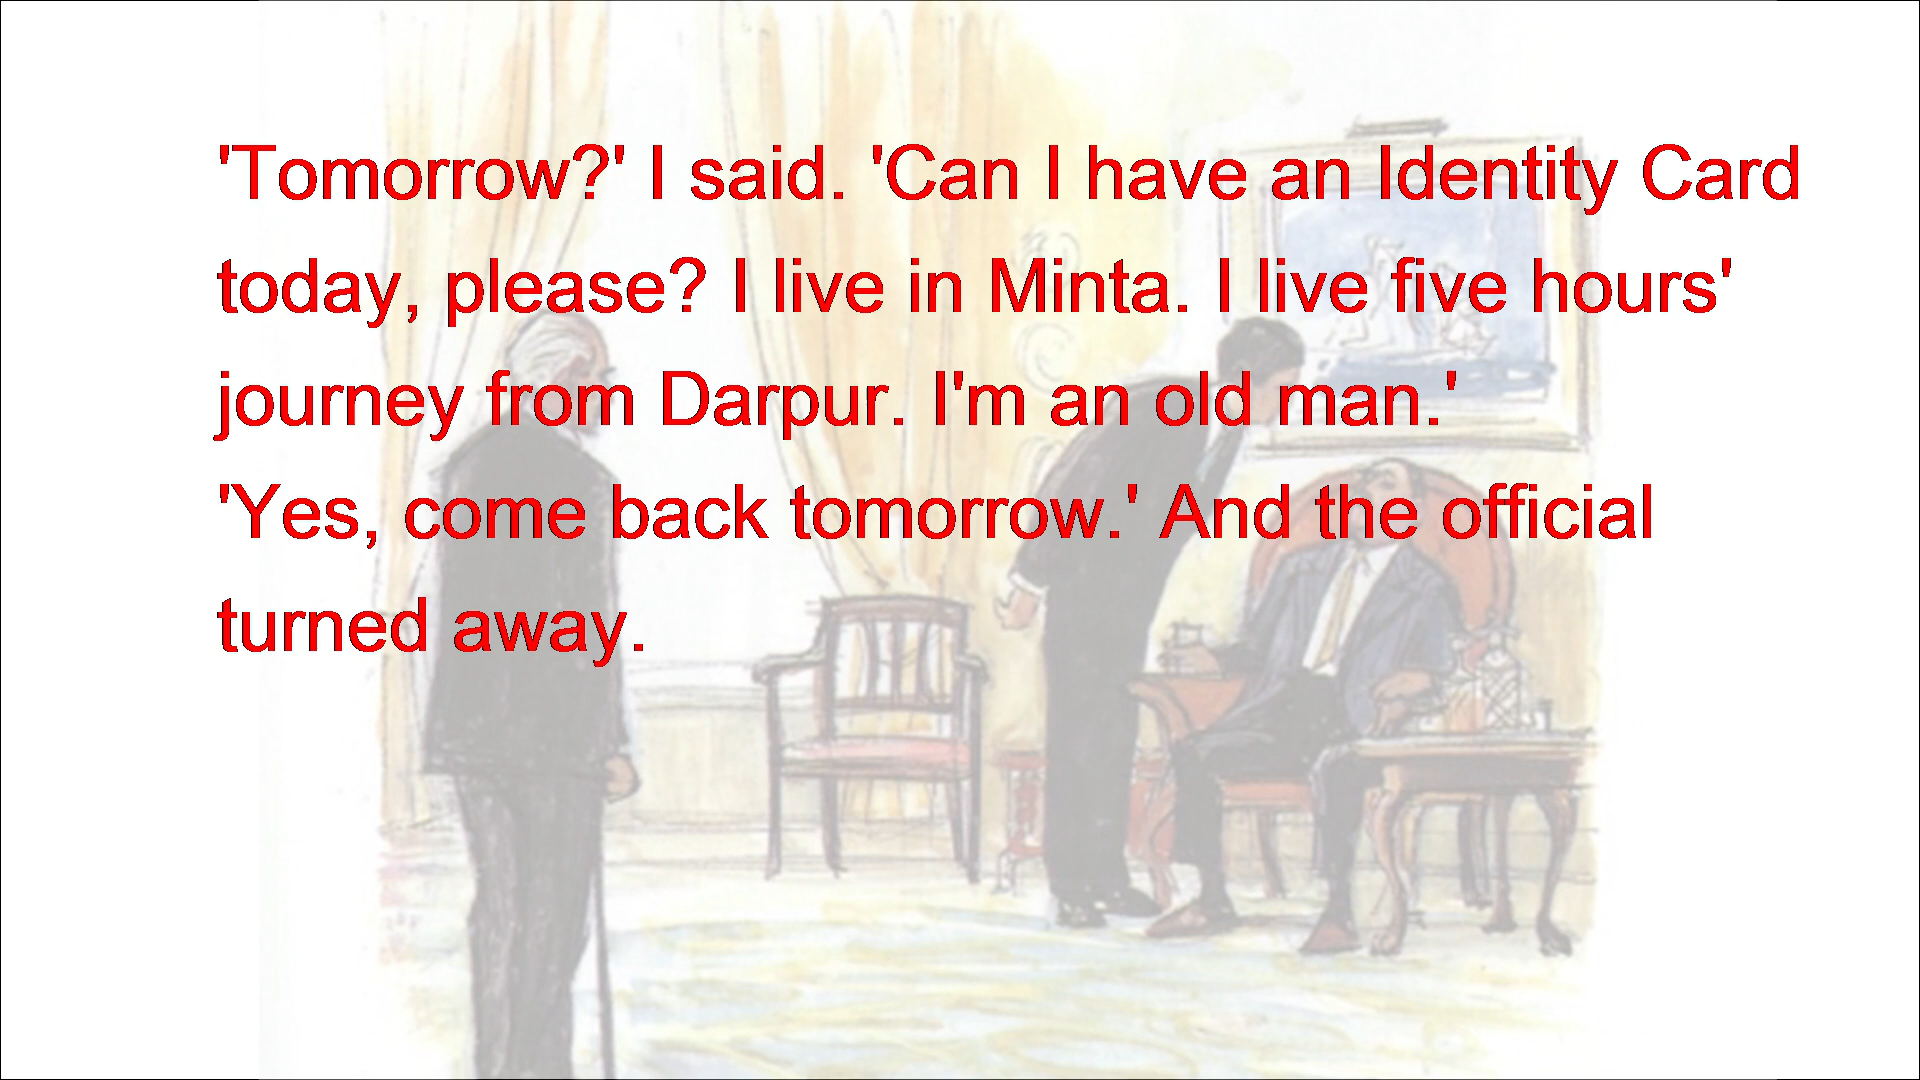 'Tomorrow?' I said. 'Can I have an Identity Card
today, please? I live in Minta. I live five hours'
journey from Darpur. I'm an old man.'
'Yes, come back tomorrow.' And the official
turned away.